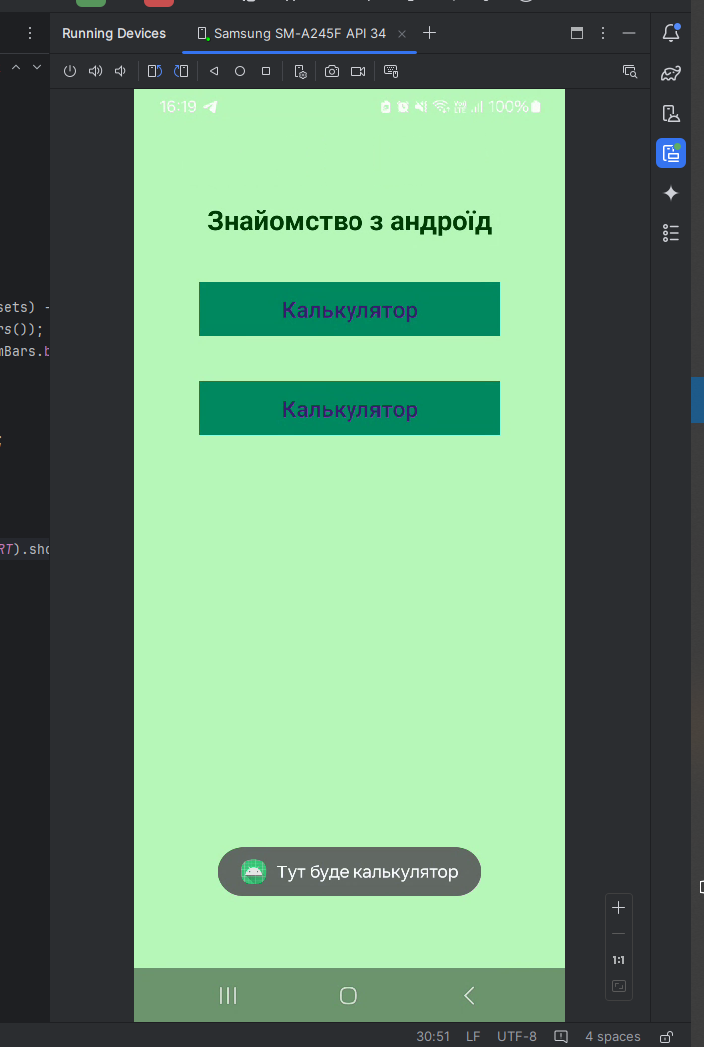 Running Devices
Samsung SM-A245F API 34
16:19
100%
Знайомство з андроїд
sets) -
rs());
mBars.b
Калькулятор
Калькулятор
;
RT).sho
Тут буде калькулятор
1:1
30:51 LF UTF-8 4 spaces